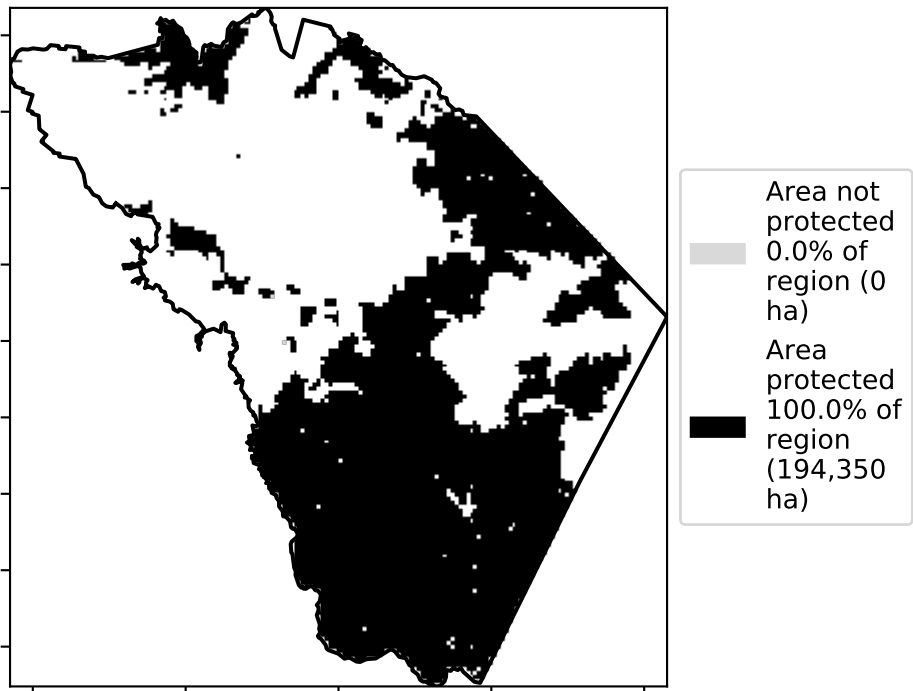 Area not
protected
0.0% of
region (0
ha)
Area
protected
100.0% of
region
(194,350
ha)